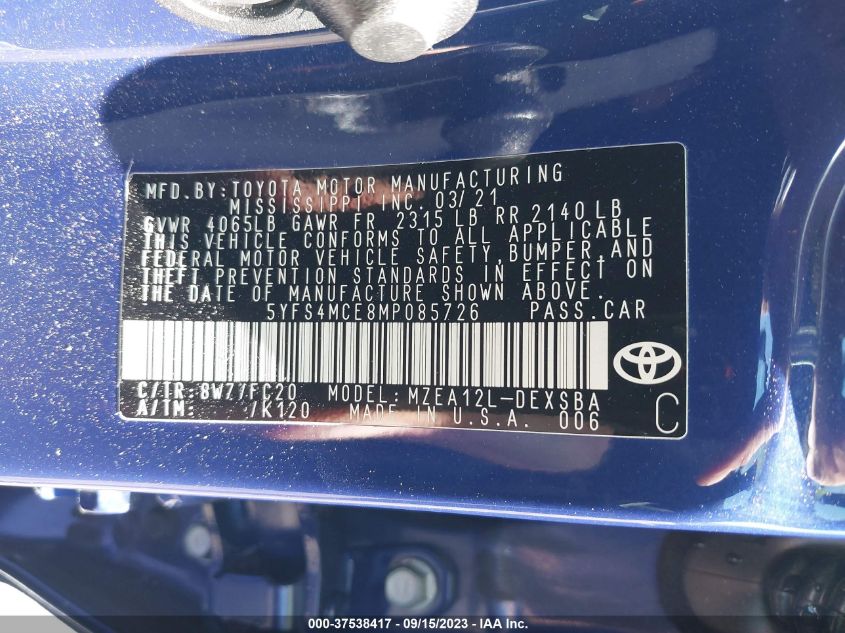 MFD. BY: TOYOTA MOTOR MANUFACTURING
MISSISSIPPI INC. 03/21
GVWR 4065LB GAWR FR 2315 LB RR 2140 LB
THIS VEHICLE CONFORMS TO ALL APPLICABLE
FEDERAL MOTOR VEHICLE SAFETY, BUMPER, AND
THEFT PREVENTION STANDARDS IN EFFECT ON
THE DATE OF MANUFACTURE SHOWN ABOVE.
5YFS4MCE8MP085726 PASS. CAR
C/TR: 8W77/FC20 MODEL: MZEA12L-DEXSBA
A/TM: /K120 MADE IN U.S.A. 006 C
000-37538417 - 09/15/2023 - IAA Inc.